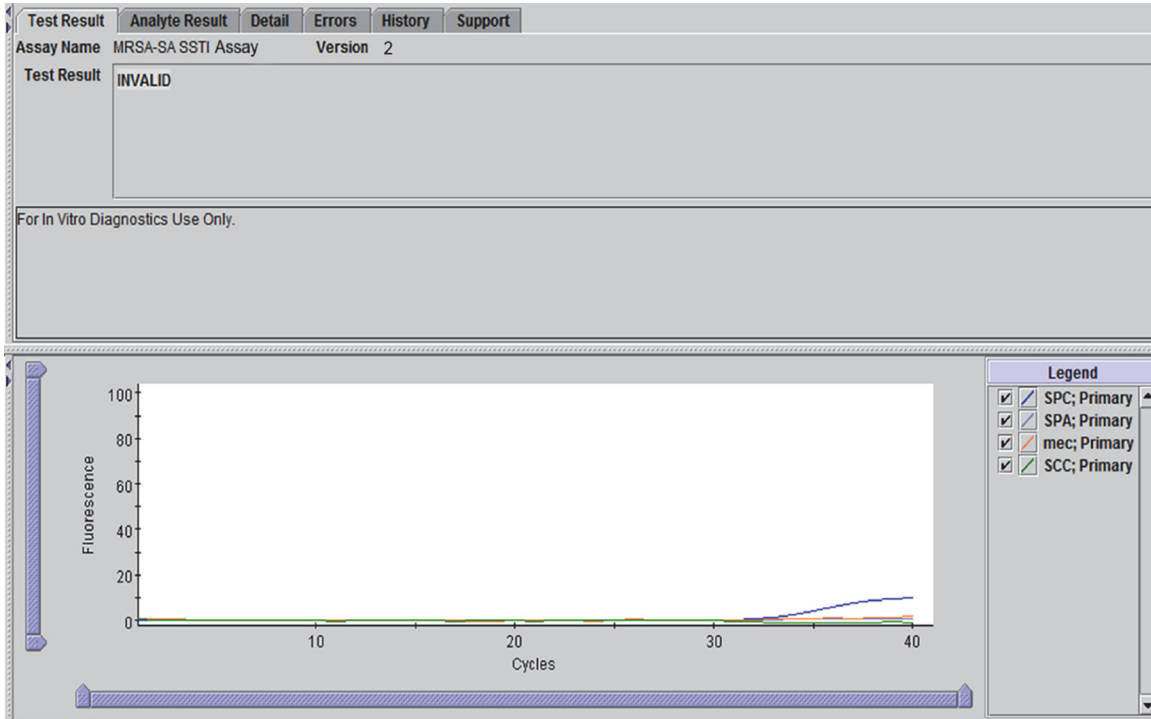 Test Result Analyte Result Detail Errors History Support
Assay Name MRSA-SA SSTI Assay Version 2
Test Result INVALID
For In Vitro Diagnostics Use Only.
Legend
SPC; Primary
SPA; Primary
mec; Primary
SCC; Primary
Fluorescence
100
80
60
40
20
0
10 20 30 40
Cycles